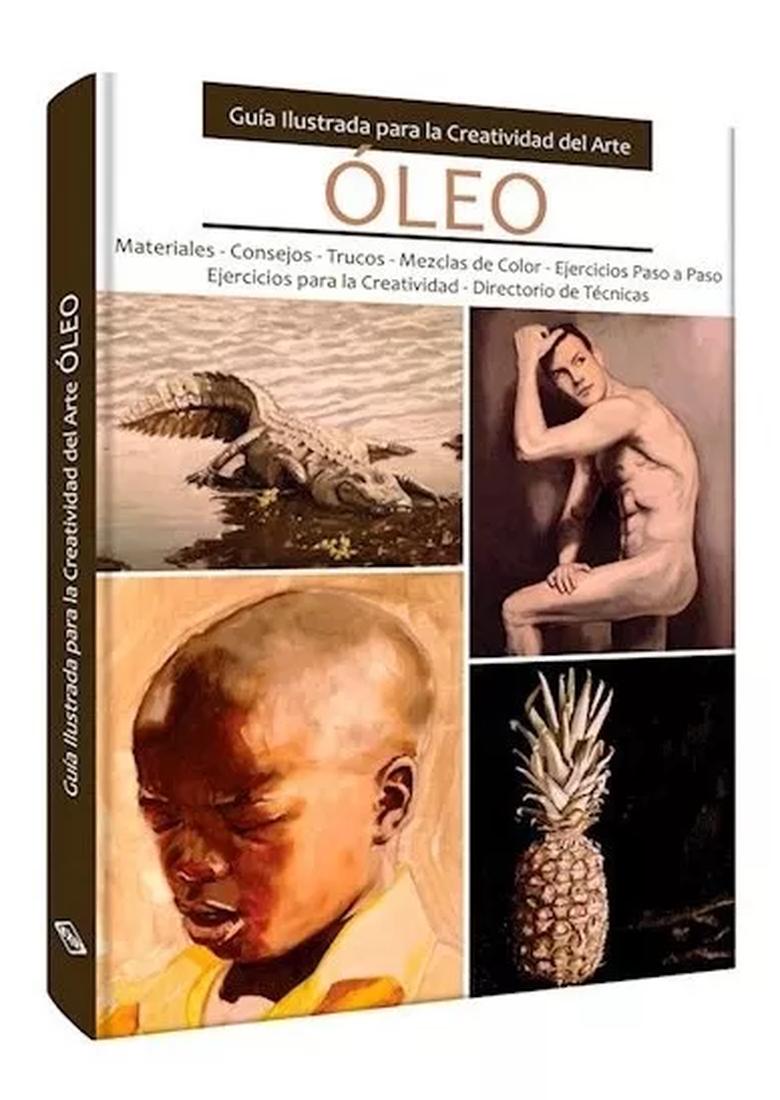 Guía Ilustrada para la Creatividad del Arte
ÓLEO
Materiales - Consejos - Trucos - Mezclas de Color - Ejercicios Paso a Paso
Ejercicios para la Creatividad - Directorio de Técnicas
Guía Ilustrada para la Creatividad del Arte ÓLEO